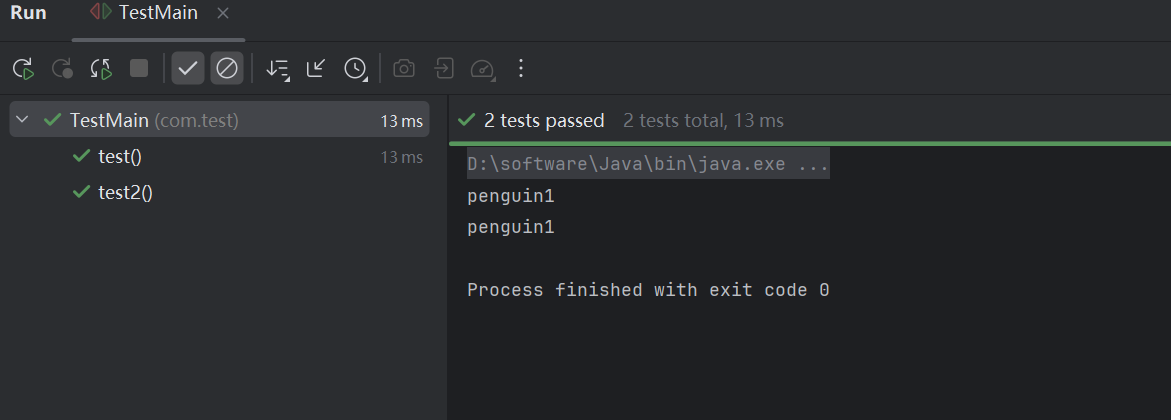 Run TestMain
TestMain (com.test) 13 ms
test() 13 ms
test2()
2 tests passed 2 tests total, 13 ms
D:\software\Java\bin\java.exe ...
penguin1
penguin1
Process finished with exit code 0